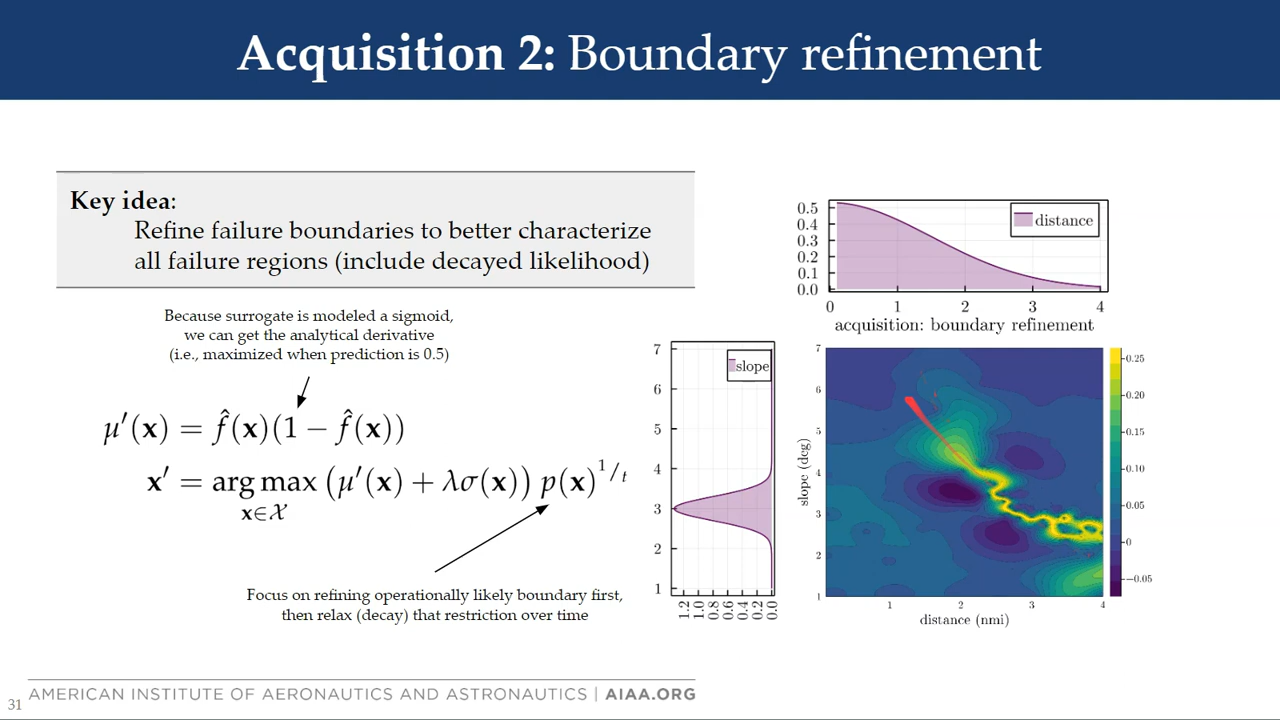 Acquisition 2: Boundary refinement
Key idea:
Refine failure boundaries to better characterize
all failure regions (include decayed likelihood)
Because surrogate is modeled a sigmoid,
we can get the analytical derivative
(i.e., maximized when prediction is 0.5)
μ′(x) = f̂(x)(1 − f̂(x))
x′ = arg max (μ′(x) + λσ(x)) p(x)^1/t
x∈𝒳
Focus on refining operationally likely boundary first,
then relax (decay) that restriction over time
0.5
0.4
0.3
0.2
0.1
0.0
distance
0 1 2 3 4
acquisition: boundary refinement
7
6
5
4
3
2
1
slope
1.2 1.0 0.8 0.6 0.4 0.2 0.0
slope (deg)
7
6
5
4
3
2
1
1 2 3 4
distance (nmi)
0.25
0.20
0.15
0.10
0.05
0
−0.05
31
AMERICAN INSTITUTE OF AERONAUTICS AND ASTRONAUTICS | AIAA.ORG